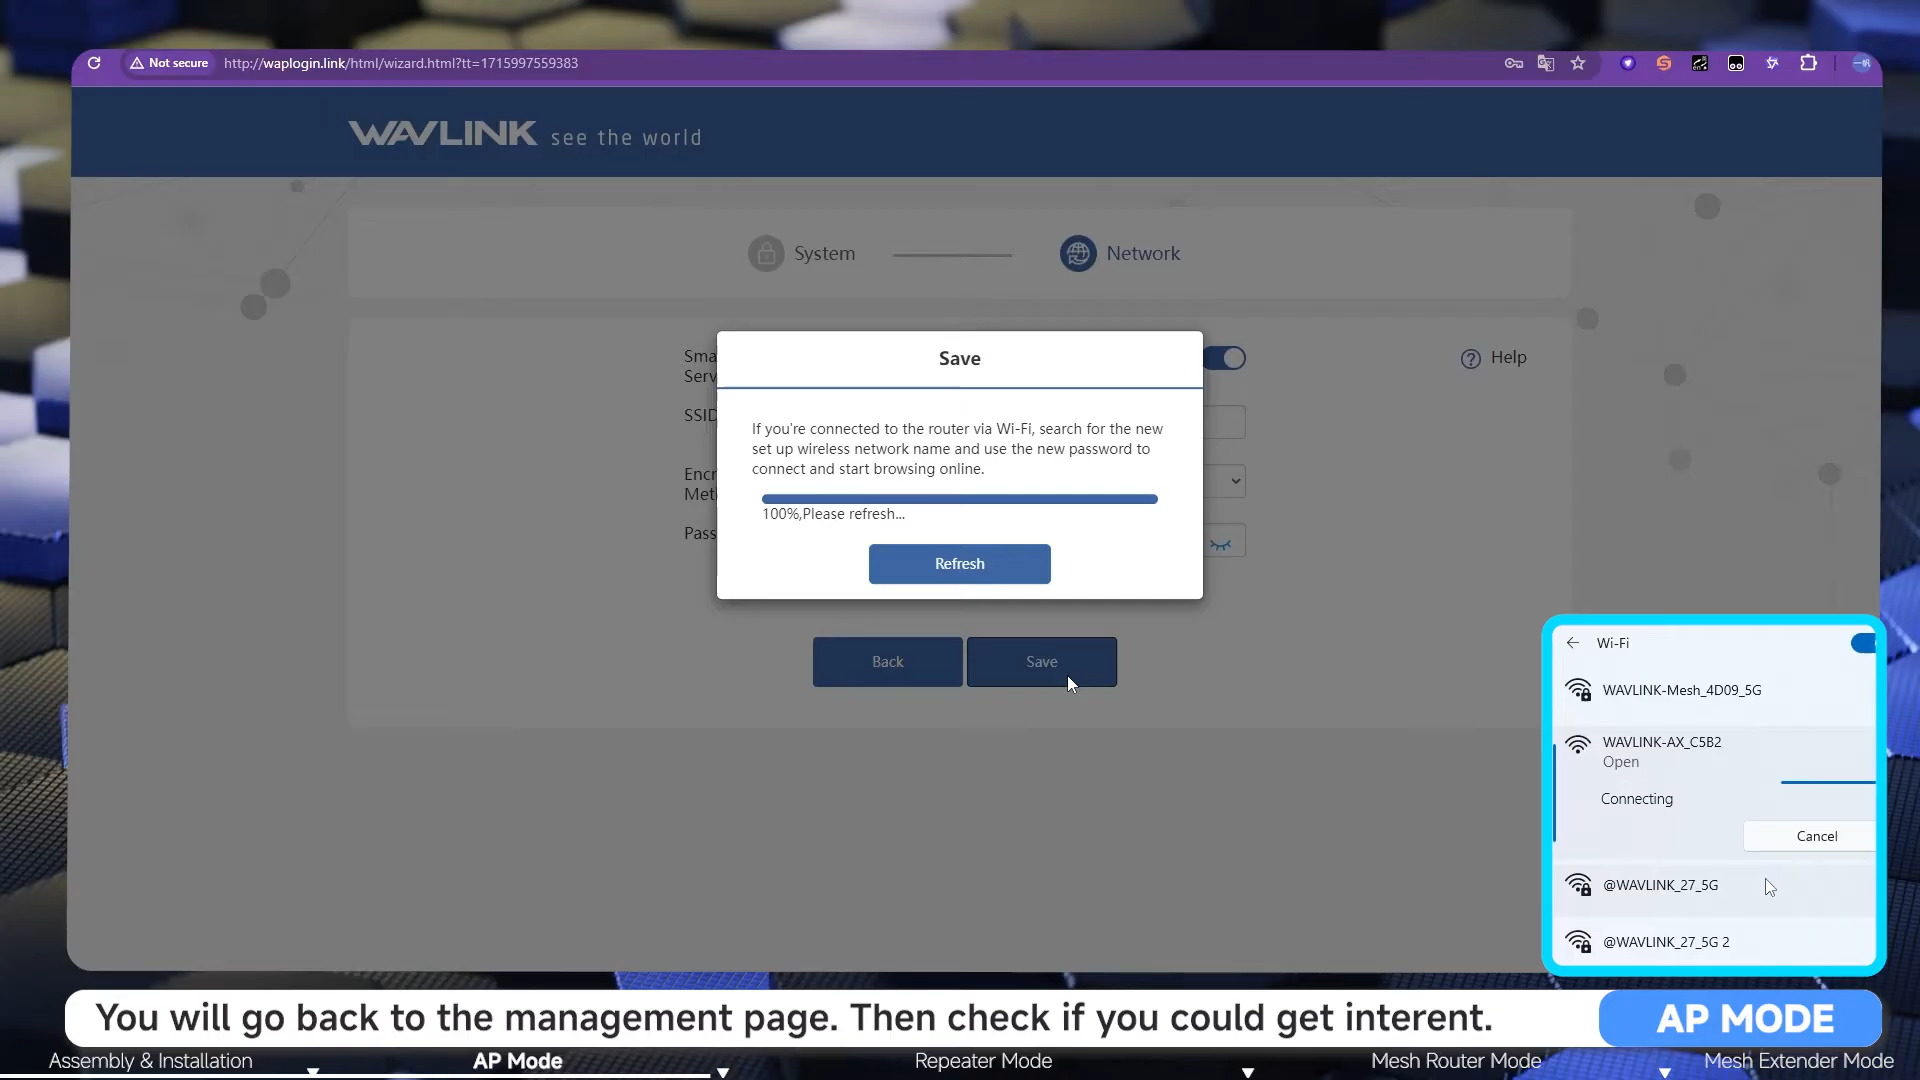 Not secure
http://waplogin.link/html/wizard.html?tt=1715997559383
WAVLINK see the world
System
Network
Sma
Serv
Help
SSID
Encr
Met
Pass
Save
If you're connected to the router via Wi-Fi, search for the new
set up wireless network name and use the new password to
connect and start browsing online.
100%,Please refresh...
Refresh
Back
Save
Wi-Fi
WAVLINK-Mesh_4D09_5G
WAVLINK-AX_C5B2
Open
Connecting
Cancel
@WAVLINK_27_5G
@WAVLINK_27_5G 2
You will go back to the management page. Then check if you could get interent.
AP MODE
Assembly & Installation
AP Mode
Repeater Mode
Mesh Router Mode
Mesh Extender Mode